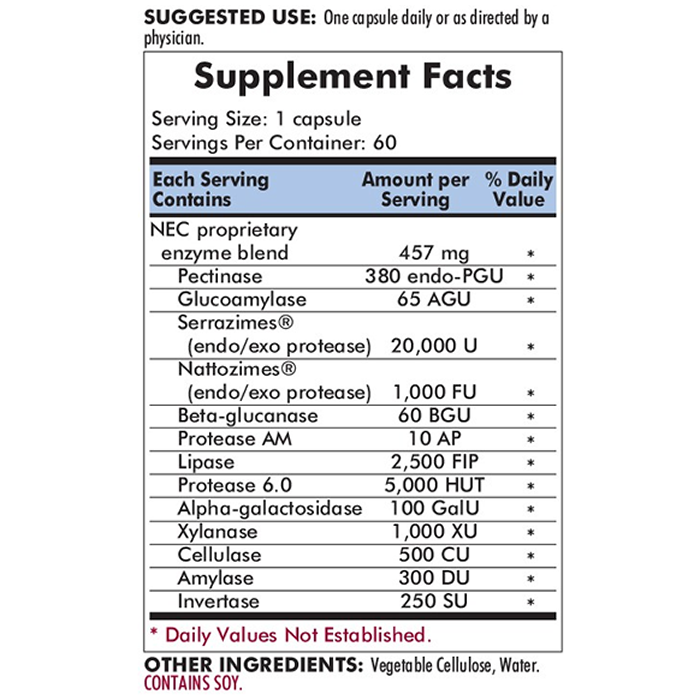 SUGGESTED USE: One capsule daily or as directed by a
physician.
Supplement Facts
Serving Size: 1 capsule
Servings Per Container: 60
Each Serving Amount per % Daily
Contains Serving Value
NEC proprietary
enzyme blend 457 mg *
Pectinase 380 endo-PGU *
Glucoamylase 65 AGU *
Serrazimes®
(endo/exo protease) 20,000 U *
Nattozimes®
(endo/exo protease) 1,000 FU *
Beta-glucanase 60 BGU *
Protease AM 10 AP *
Lipase 2,500 FIP *
Protease 6.0 5,000 HUT *
Alpha-galactosidase 100 GalU *
Xylanase 1,000 XU *
Cellulase 500 CU *
Amylase 300 DU *
Invertase 250 SU *
* Daily Values Not Established.
OTHER INGREDIENTS: Vegetable Cellulose, Water.
CONTAINS SOY.